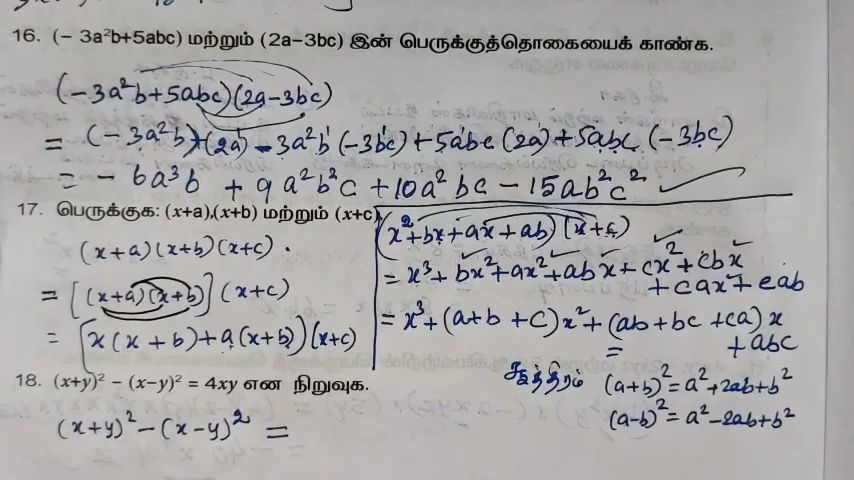 16. (– 3a²b+5abc) மற்றும் (2a–3bc) இன் பெருக்குத்தொகையைக் காண்க.
(-3a²b+5abc)(2a-3bc)
= (-3a²b)+(2a) - 3a²b(-3bc) + 5abc(2a) + 5abc(-3bc)
= - 6a³b + 9a²b²c + 10a²bc - 15ab²c²
17. பெருக்குக: (x+a),(x+b) மற்றும் (x+c)
(x+a)(x+b)(x+c).
= [(x+a)(x+b)](x+c)
= [x(x+b)+a(x+b)](x+c)
(x²+bx+ax+ab)(x+c)
= x³+bx²+ax²+abx+cx²+cbx
+cax+cab
= x³+(a+b+c)x²+(ab+bc+ca)x
= +abc
18. (x+y)² – (x–y)² = 4xy என நிறுவுக.
(x+y)²-(x-y)² =
சூத்திரம் (a+b)²=a²+2ab+b²
(a-b)²=a²-2ab+b²